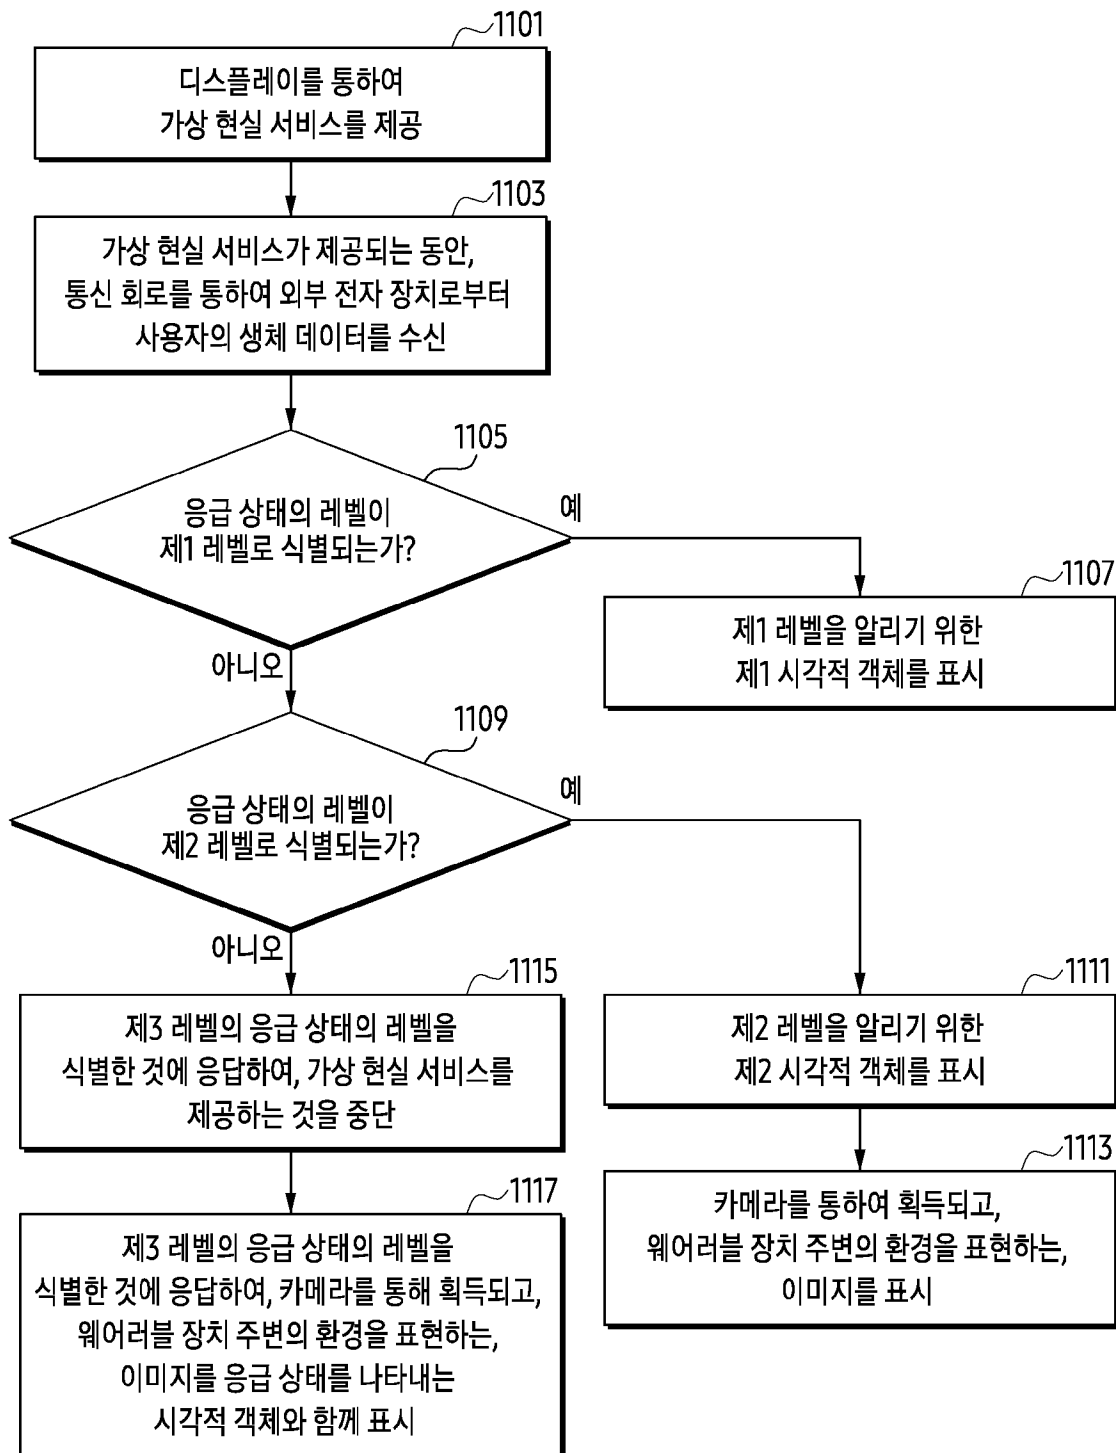 1101
디스플레이를 통하여
가상 현실 서비스를 제공
1103
가상 현실 서비스가 제공되는 동안,
통신 회로를 통하여 외부 전자 장치로부터
사용자의 생체 데이터를 수신
1105
응급 상태의 레벨이
제1 레벨로 식별되는가?
예
1107
제1 레벨을 알리기 위한
제1 시각적 객체를 표시
아니오
1109
응급 상태의 레벨이
제2 레벨로 식별되는가?
예
1111
제2 레벨을 알리기 위한
제2 시각적 객체를 표시
1113
카메라를 통하여 획득되고,
웨어러블 장치 주변의 환경을 표현하는,
이미지를 표시
아니오
1115
제3 레벨의 응급 상태의 레벨을
식별한 것에 응답하여, 가상 현실 서비스를
제공하는 것을 중단
1117
제3 레벨의 응급 상태의 레벨을
식별한 것에 응답하여, 카메라를 통해 획득되고,
웨어러블 장치 주변의 환경을 표현하는,
이미지를 응급 상태를 나타내는
시각적 객체와 함께 표시